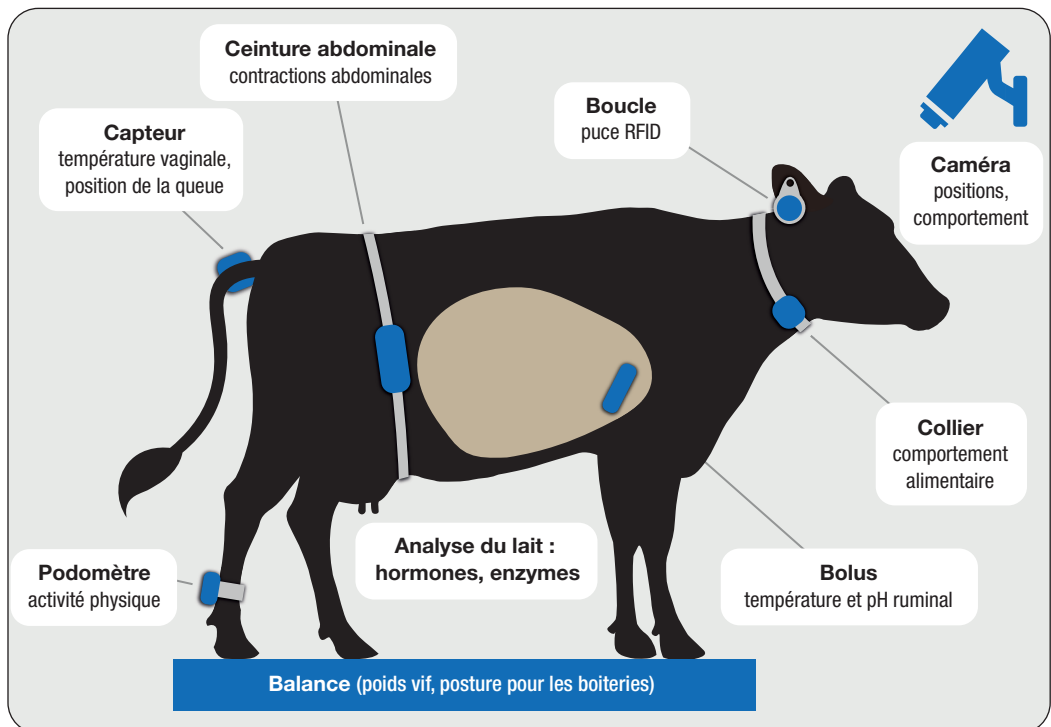 Ceinture abdominale
contractions abdominales
Boucle
puce RFID
Capteur
température vaginale,
position de la queue
Caméra
positions,
comportement
Collier
comportement
alimentaire
Analyse du lait :
hormones, enzymes
Podomètre
activité physique
Bolus
température et pH ruminal
Balance (poids vif, posture pour les boiteries)